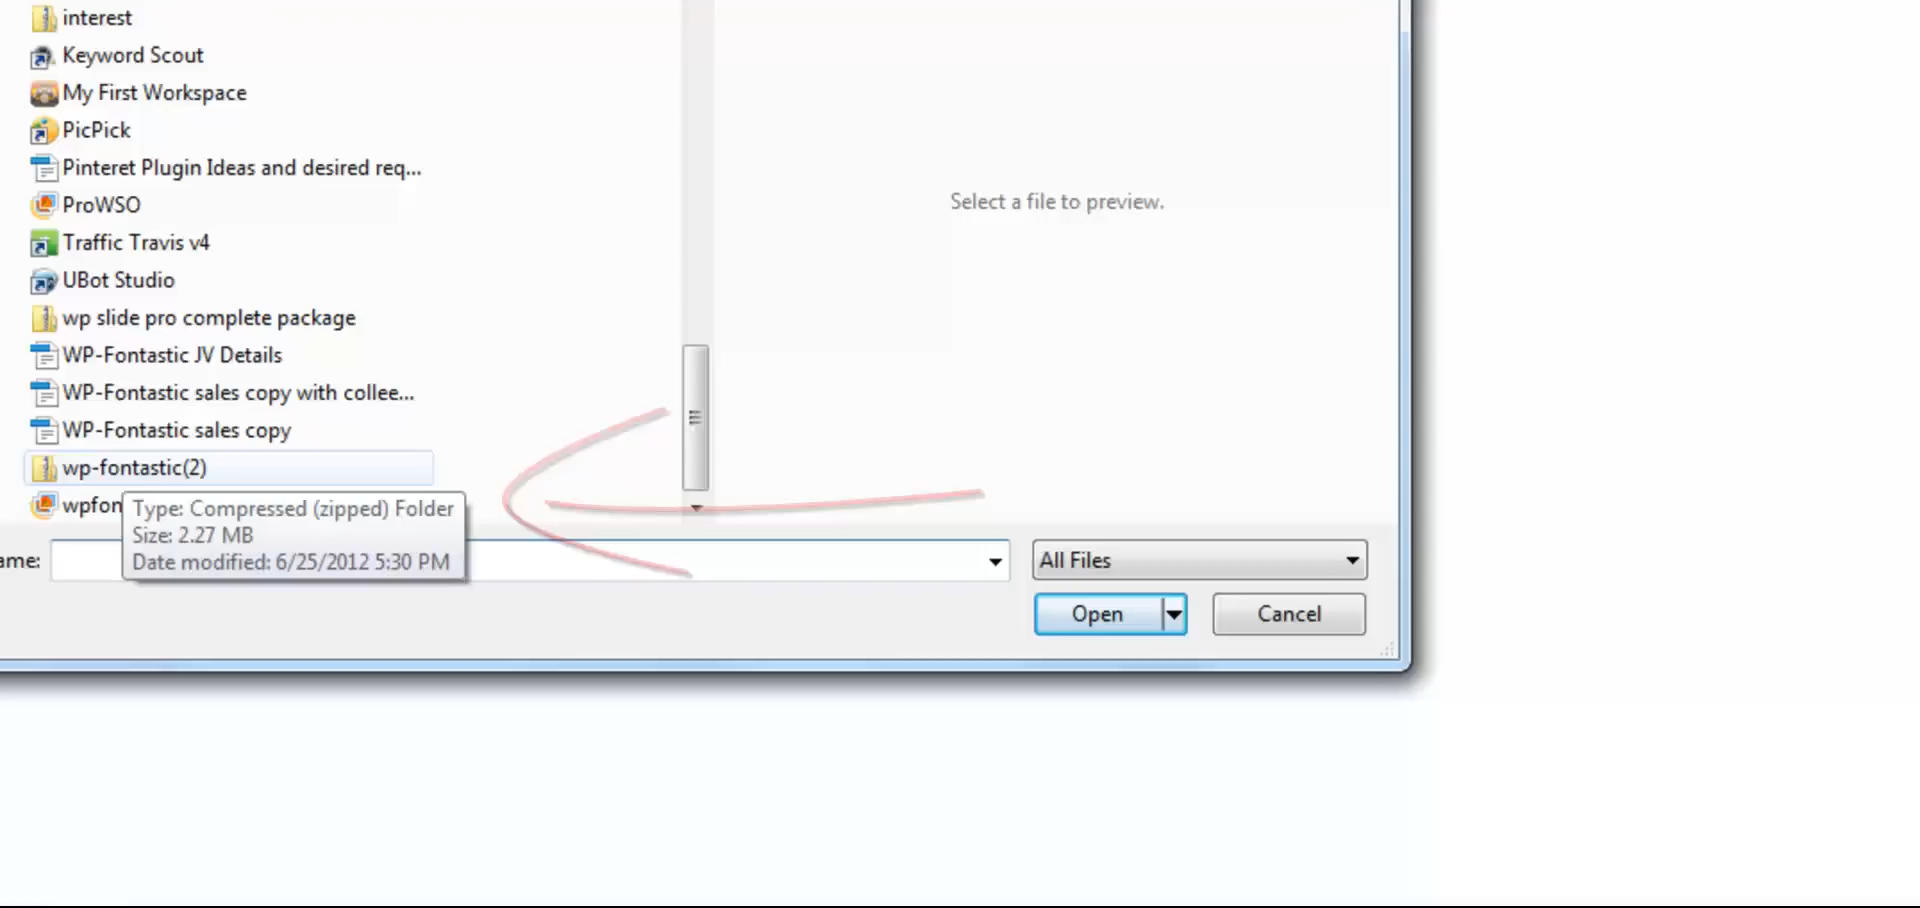 interest
Keyword Scout
My First Workspace
PicPick
Pinteret Plugin Ideas and desired req...
ProWSO
Traffic Travis v4
UBot Studio
wp slide pro complete package
WP-Fontastic JV Details
WP-Fontastic sales copy with collee...
WP-Fontastic sales copy
wp-fontastic(2)
wpfon
Type: Compressed (zipped) Folder
Size: 2.27 MB
Date modified: 6/25/2012 5:30 PM
Select a file to preview.
ame:
All Files
Open
Cancel